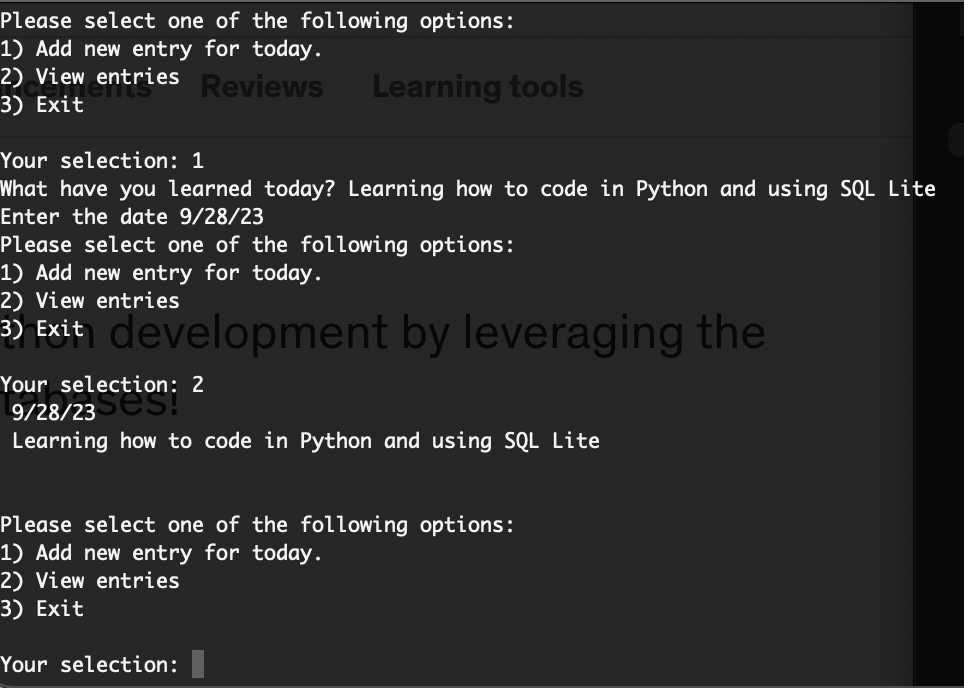 Please select one of the following options:
1) Add new entry for today.
2) View entries
Reviews Learning tools
3) Exit
Your selection: 1
What have you learned today? Learning how to code in Python and using SQL Lite
Enter the date 9/28/23
Please select one of the following options:
1) Add new entry for today.
2) View entries
3) Exit
development by leveraging the
Your selection: 2
9/28/23
Learning how to code in Python and using SQL Lite
Please select one of the following options:
1) Add new entry for today.
2) View entries
3) Exit
Your selection: